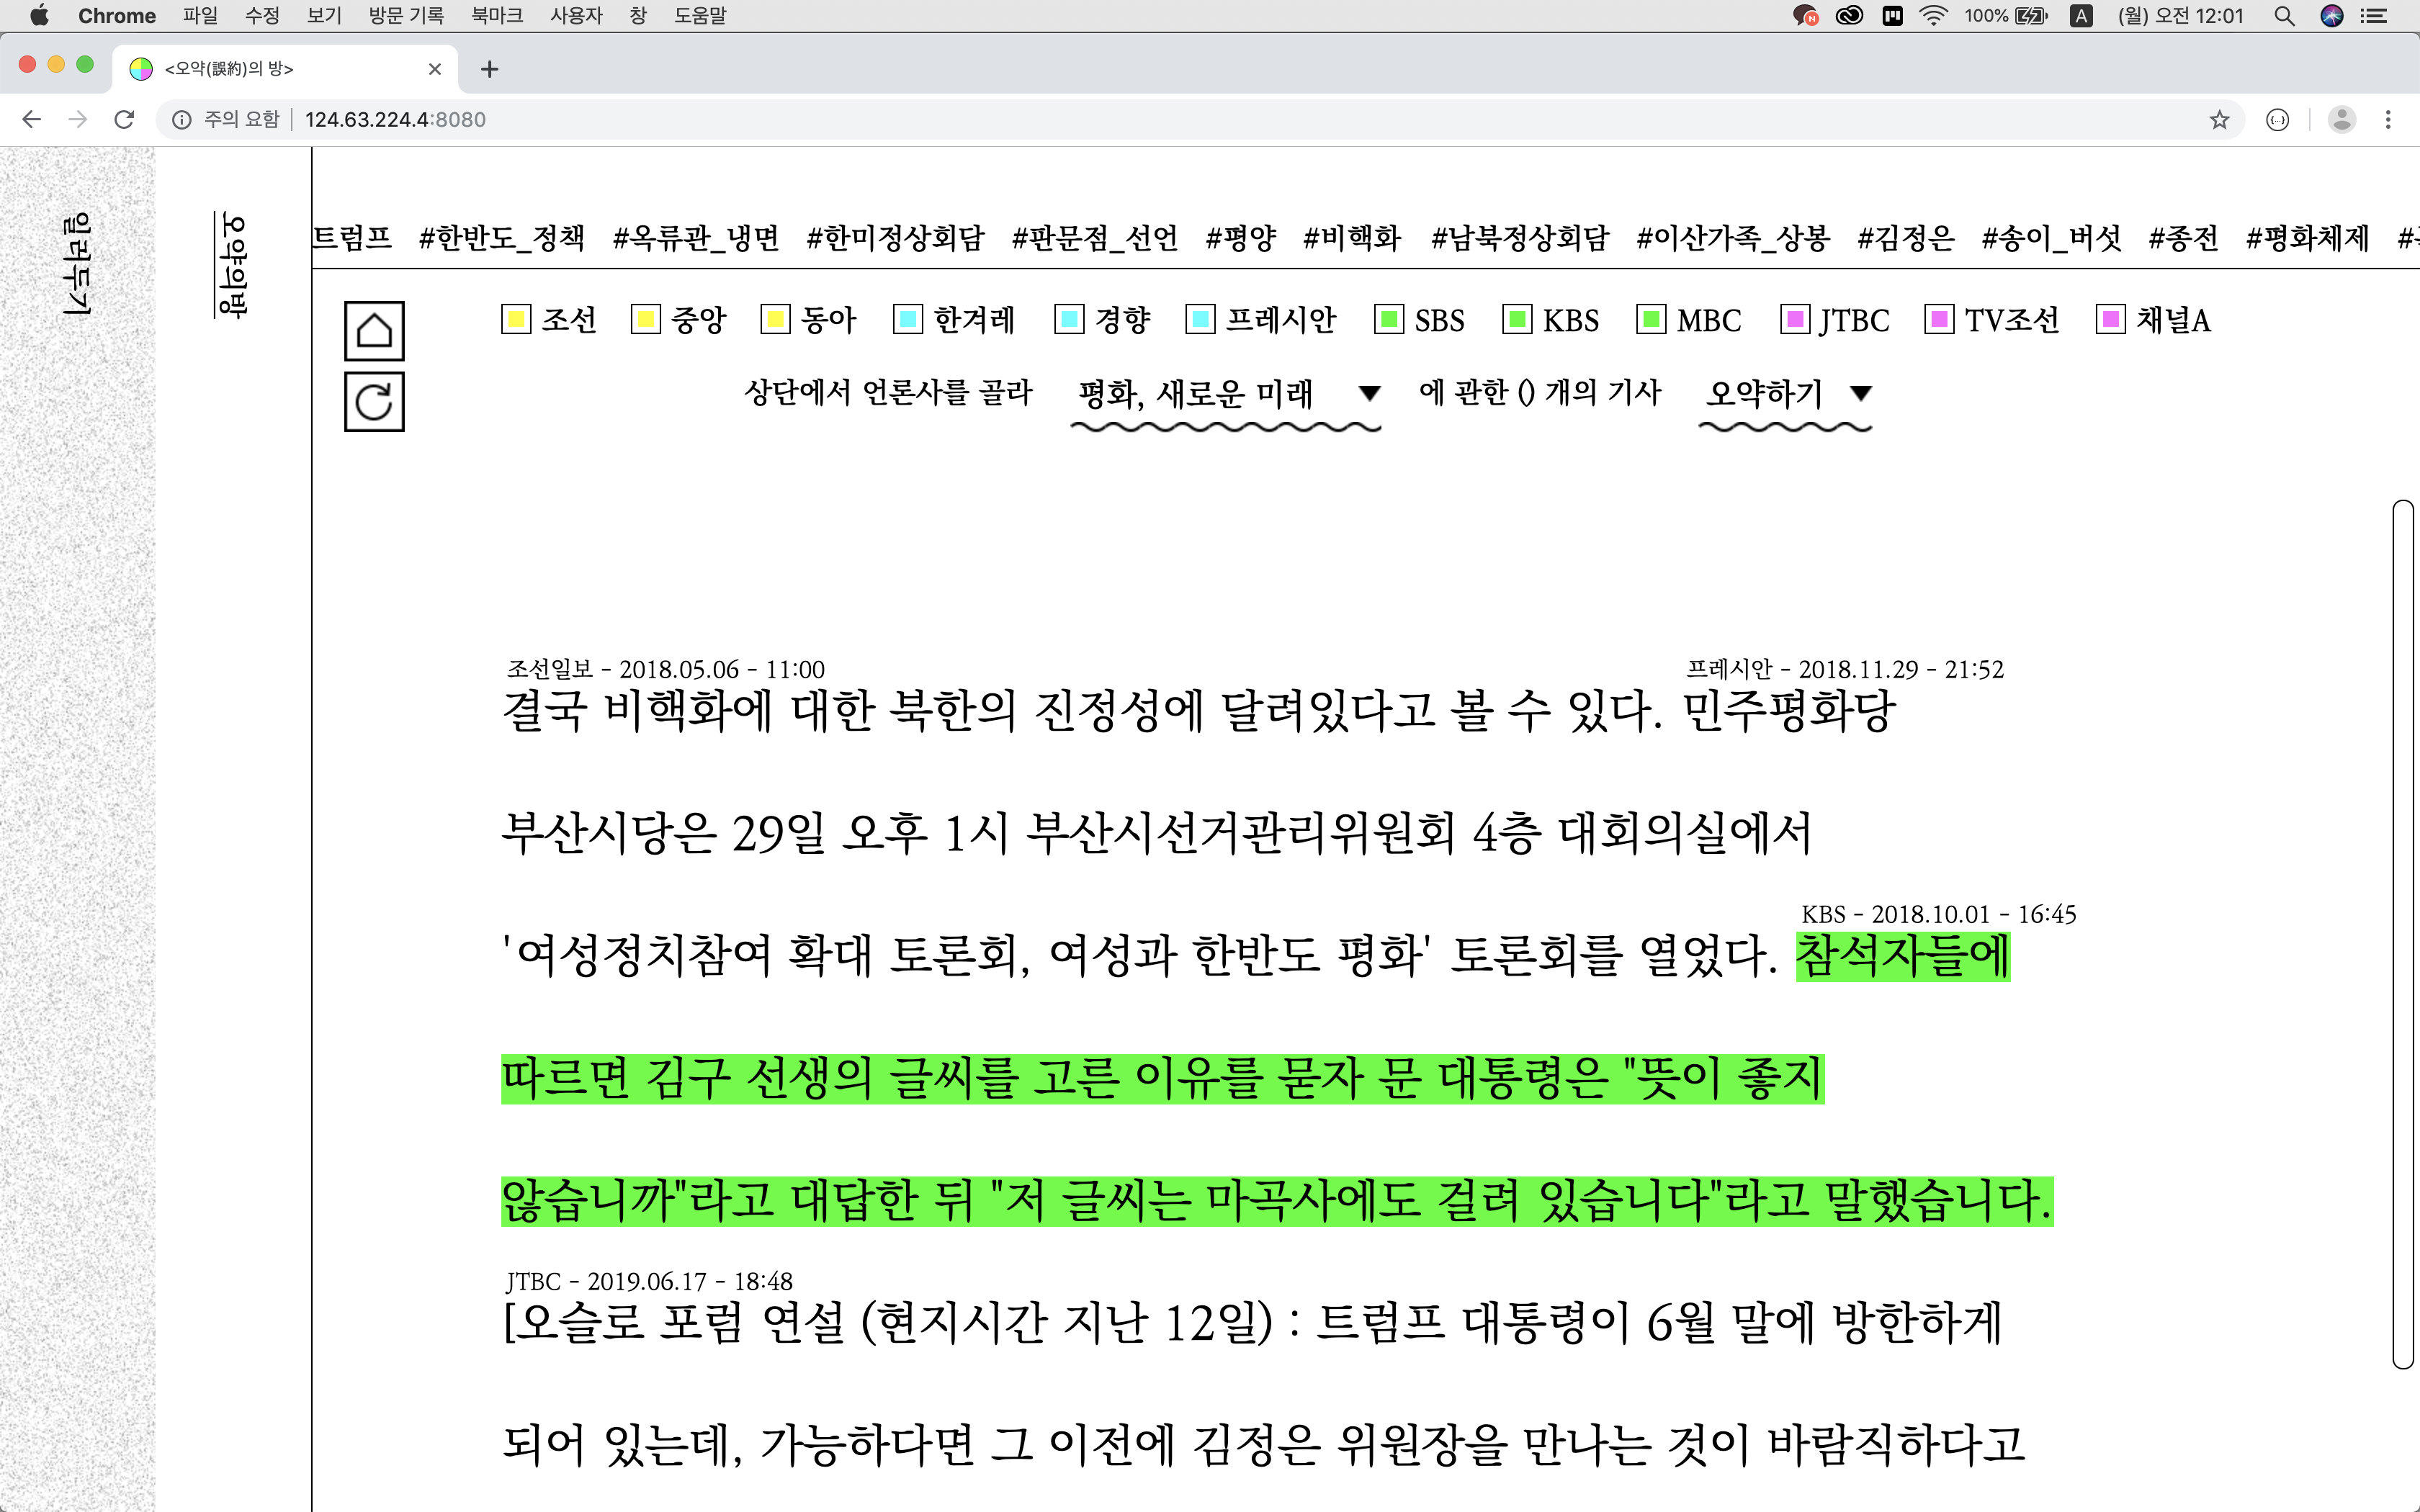 Chrome 파일 수정 보기 방문 기록 북마크 사용자 창 도움말 N 100% A (월) 오전 12:01
<오약(誤約)의 방>
주의 요함 124.63.224.4:8080
일러두기
오약의방
트럼프 #한반도_정책 #옥류관_냉면 #한미정상회담 #판문점_선언 #평양 #비핵화 #남북정상회담 #이산가족_상봉 #김정은 #송이_버섯 #종전 #평화체제 #
조선 중앙 동아 한겨레 경향 프레시안 SBS KBS MBC JTBC TV조선 채널A
상단에서 언론사를 골라 평화, 새로운 미래 ▼ 에 관한 () 개의 기사 오약하기 ▼
조선일보 - 2018.05.06 - 11:00 프레시안 - 2018.11.29 - 21:52
결국 비핵화에 대한 북한의 진정성에 달려있다고 볼 수 있다. 민주평화당
부산시당은 29일 오후 1시 부산시선거관리위원회 4층 대회의실에서
KBS - 2018.10.01 - 16:45
'여성정치참여 확대 토론회, 여성과 한반도 평화' 토론회를 열었다. 참석자들에
따르면 김구 선생의 글씨를 고른 이유를 묻자 문 대통령은 "뜻이 좋지
않습니까"라고 대답한 뒤 "저 글씨는 마곡사에도 걸려 있습니다"라고 말했습니다.
JTBC - 2019.06.17 - 18:48
[오슬로 포럼 연설 (현지시간 지난 12일) : 트럼프 대통령이 6월 말에 방한하게
되어 있는데, 가능하다면 그 이전에 김정은 위원장을 만나는 것이 바람직하다고